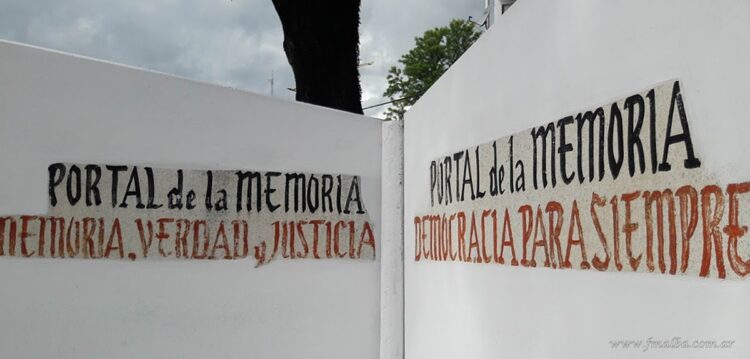 PORTAL de la MEMORIA
MEMORIA, VERDAD y JUSTICIA
PORTAL de la MEMORIA
DEMOCRACIA PARA SIEMPRE
www.fmalba.com.ar